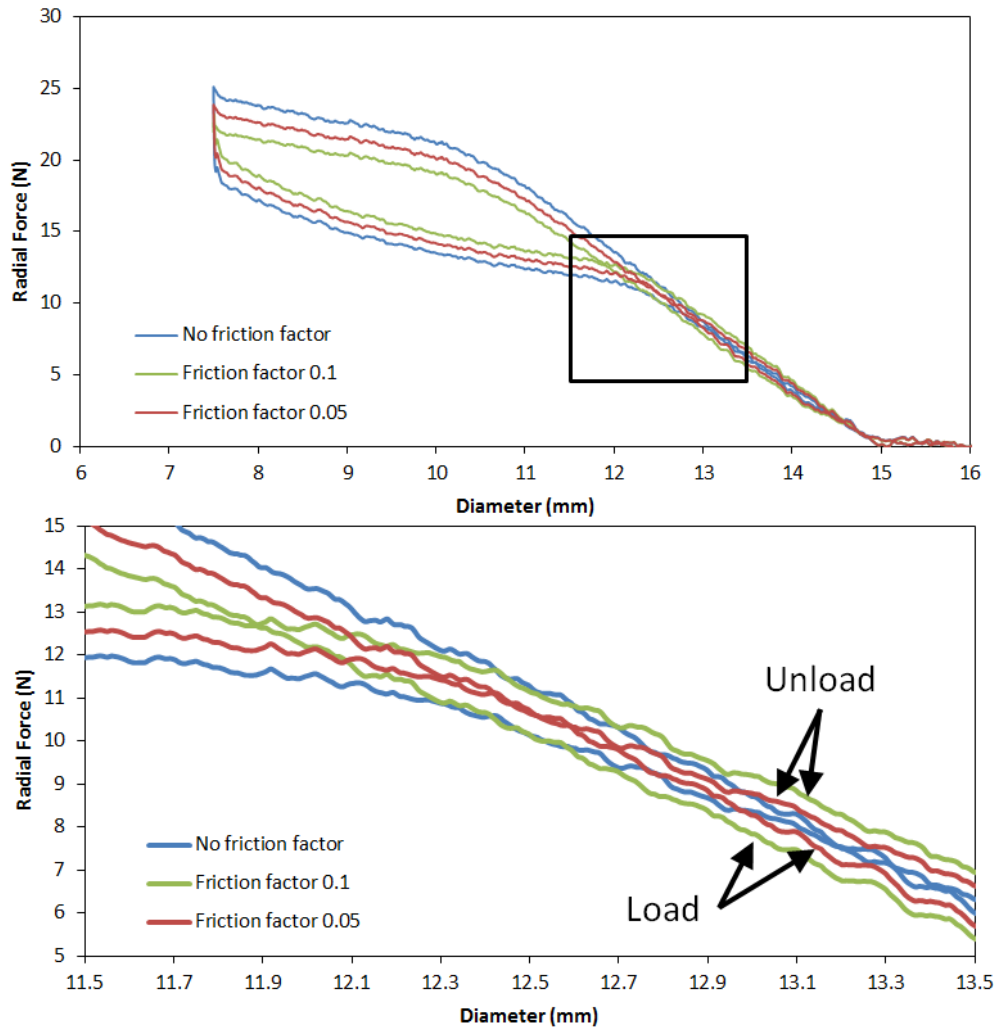 30
25
20
15
10
5
0
Radial Force (N)
No friction factor
Friction factor 0.1
Friction factor 0.05
6 7 8 9 10 11 12 13 14 15 16
Diameter (mm)
15
14
13
12
11
10
9
8
7
6
5
Radial Force (N)
Unload
Load
No friction factor
Friction factor 0.1
Friction factor 0.05
11.5 11.7 11.9 12.1 12.3 12.5 12.7 12.9 13.1 13.3 13.5
Diameter (mm)